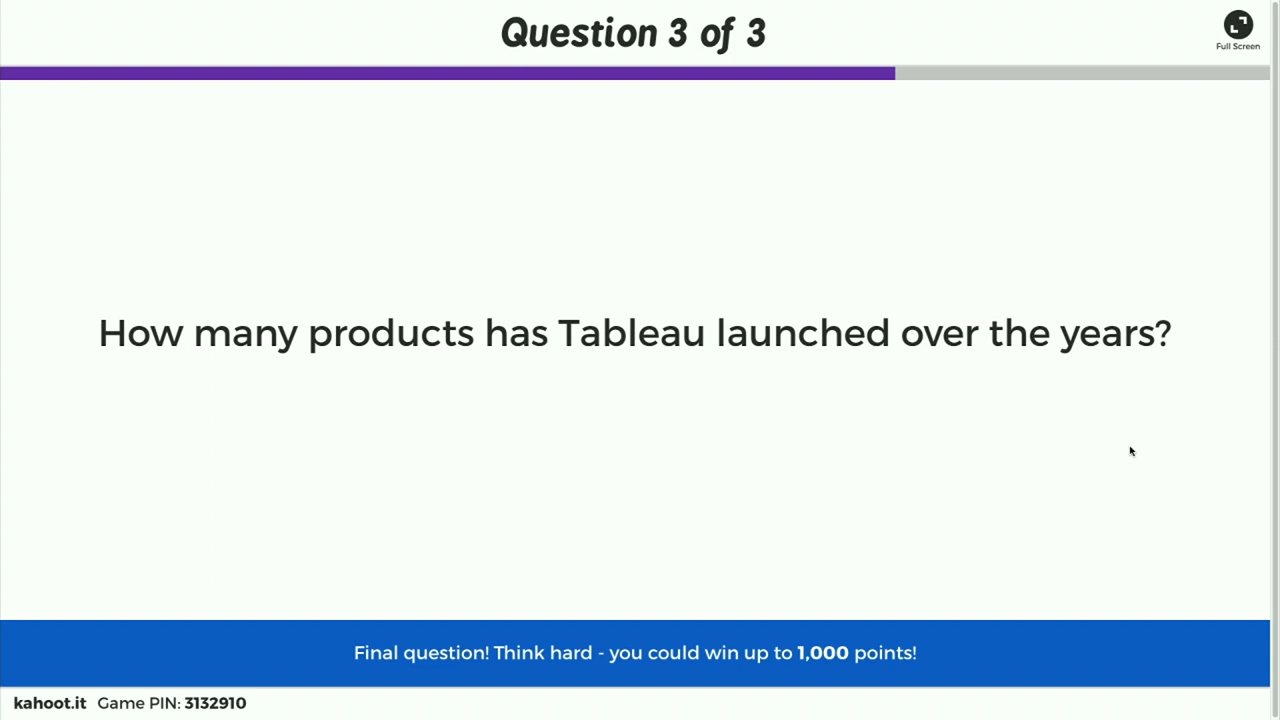 Question 3 of 3
Full Screen
How many products has Tableau launched over the years?
Final question! Think hard - you could win up to 1,000 points!
kahoot.it Game PIN: 3132910